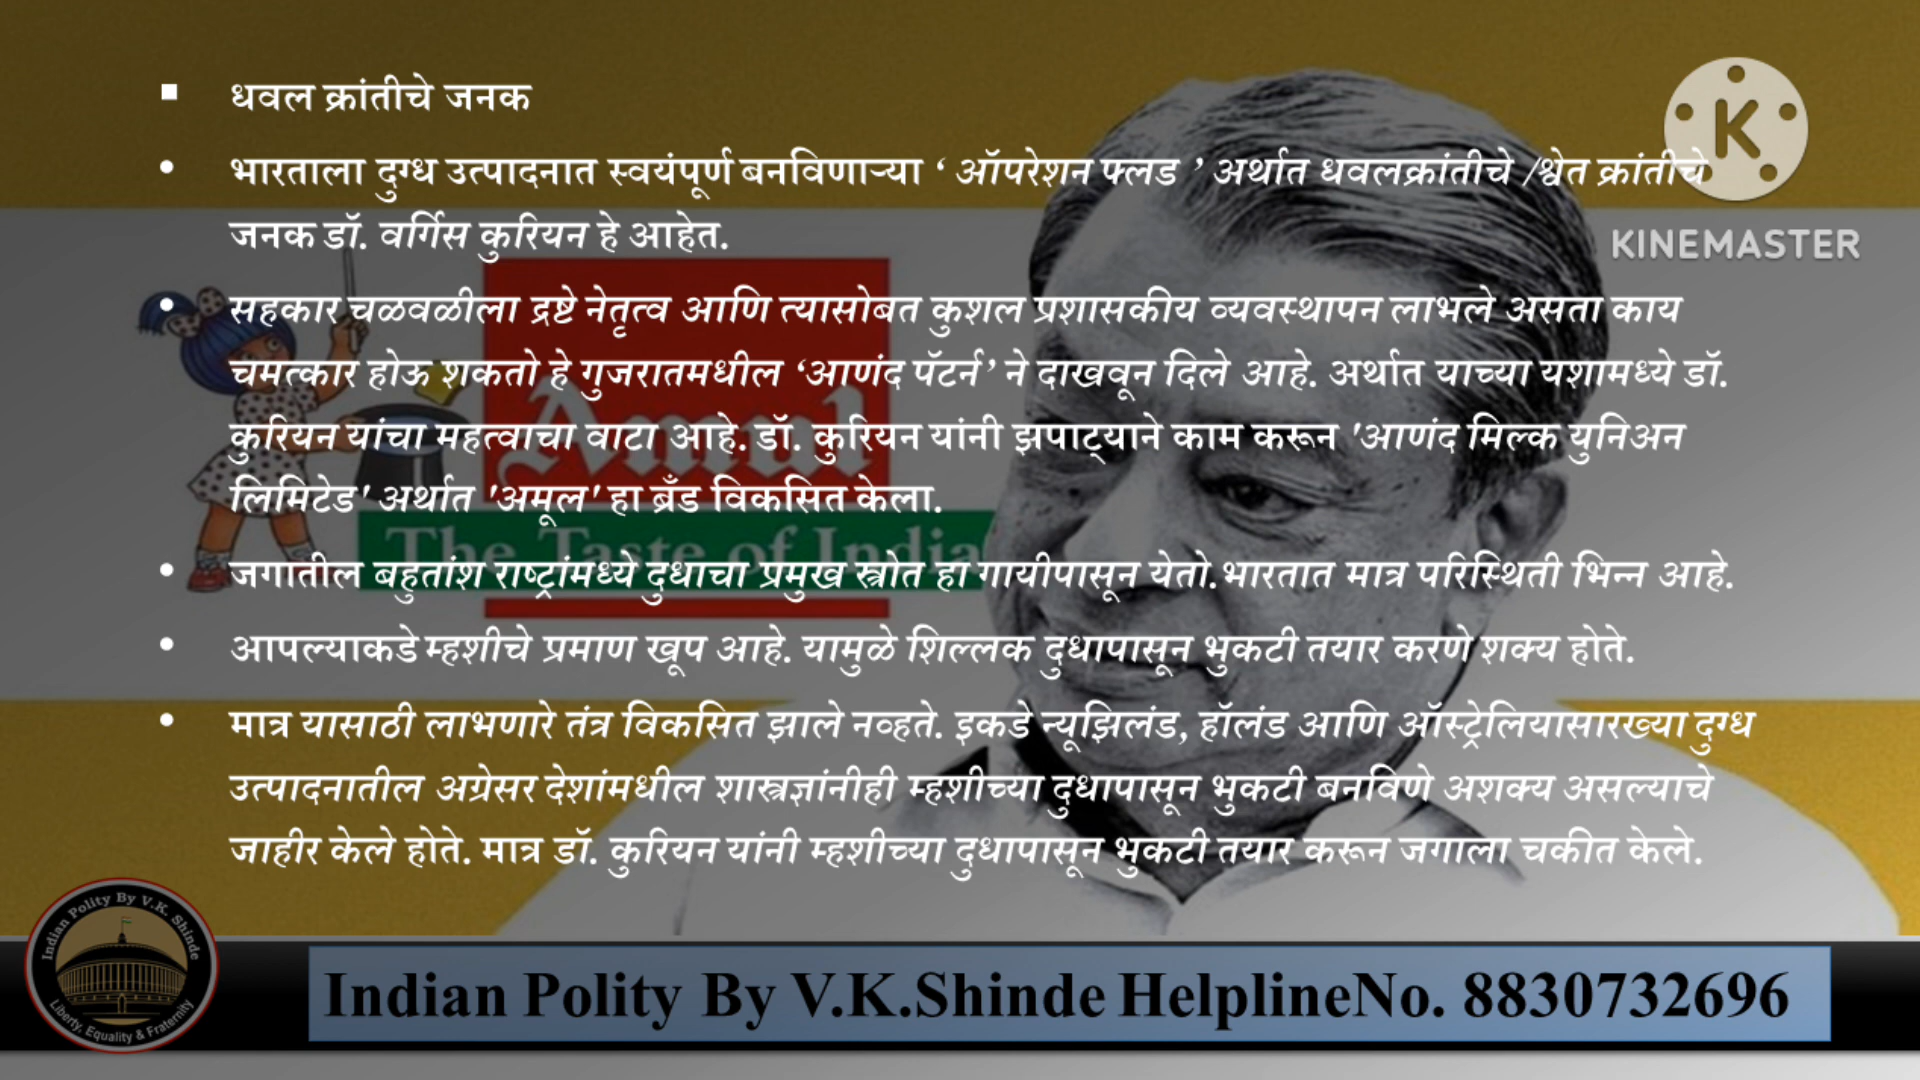 ▪ धवल क्रांतीचे जनक
• भारताला दुग्ध उत्पादनात स्वयंपूर्ण बनविणाऱ्या ‘ ऑपरेशन फ्लड ’ अर्थात धवलक्रांतीचे /श्वेत क्रांतीचे
जनक डॉ. वर्गिस कुरियन हे आहेत.
• सहकार चळवळीला द्रष्टे नेतृत्व आणि त्यासोबत कुशल प्रशासकीय व्यवस्थापन लाभले असता काय
चमत्कार होऊ शकतो हे गुजरातमधील ‘आणंद पॅटर्न’ ने दाखवून दिले आहे. अर्थात याच्या यशामध्ये डॉ.
कुरियन यांचा महत्वाचा वाटा आहे. डॉ. कुरियन यांनी झपाट्याने काम करून 'आणंद मिल्क युनिअन
लिमिटेड' अर्थात 'अमूल' हा ब्रँड विकसित केला.
• जगातील बहुतांश राष्ट्रांमध्ये दुधाचा प्रमुख स्त्रोत हा गायीपासून येतो.भारतात मात्र परिस्थिती भिन्न आहे.
• आपल्याकडे म्हशीचे प्रमाण खूप आहे. यामुळे शिल्लक दुधापासून भुकटी तयार करणे शक्य होते.
• मात्र यासाठी लाभणारे तंत्र विकसित झाले नव्हते. इकडे न्यूझिलंड, हॉलंड आणि ऑस्ट्रेलियासारख्या दुग्ध
उत्पादनातील अग्रेसर देशांमधील शास्त्रज्ञांनीही म्हशीच्या दुधापासून भुकटी बनविणे अशक्य असल्याचे
जाहीर केले होते. मात्र डॉ. कुरियन यांनी म्हशीच्या दुधापासून भुकटी तयार करून जगाला चकीत केले.
K
KINEMASTER
Amul
The Taste of India
Indian Polity By V.K. Shinde
Liberty, Equality & Fraternity
Indian Polity By V.K.Shinde HelplineNo. 8830732696